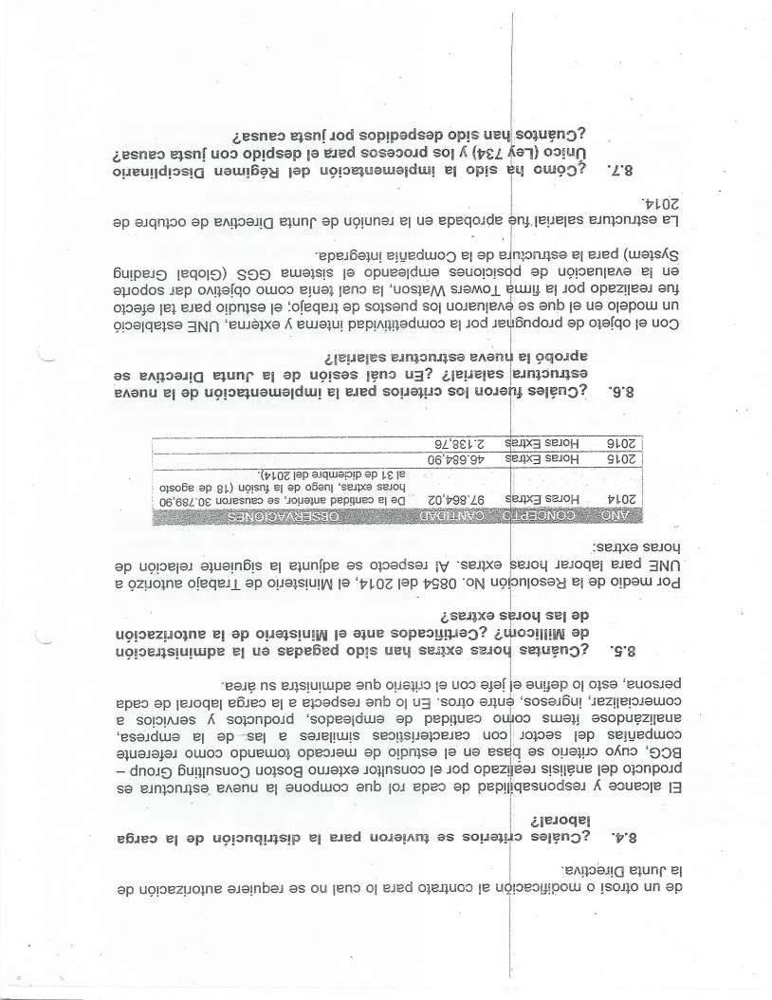 de un otrosí o modificación al contrato para lo cual no se requiere autorización de
la Junta Directiva.
8.4. ¿Cuáles criterios se tuvieron para la distribución de la carga
laboral?
El alcance y responsabilidad de cada rol que compone la nueva estructura es
producto del análisis realizado por el consultor externo Boston Consulting Group –
BCG, cuyo criterio se basa en el estudio de mercado tomando como referente
compañías del sector con características similares a las de la empresa,
analizándose ítems como cantidad de empleados, productos y servicios a
comercializar, ingresos, entre otros. En lo que respecta a la carga laboral de cada
persona, esto lo define el jefe con el criterio que administra su área.
8.5. ¿Cuántas horas extras han sido pagadas en la administración
de Millicom? ¿Certificados ante el Ministerio de la autorización
de las horas extras?
Por medio de la Resolución No. 0854 del 2014, el Ministerio de Trabajo autorizó a
UNE para laborar horas extras. Al respecto se adjunta la siguiente relación de
horas extras:
AÑO CONCEPTO CANTIDAD OBSERVACIONES
2014 Horas Extras 97.864,02 De la cantidad anterior, se causaron 30.789,90
horas extras, luego de la fusión (18 de agosto
al 31 de diciembre del 2014).
2015 Horas Extras 46.684,90
2016 Horas Extras 2.138,76
8.6. ¿Cuáles fueron los criterios para la implementación de la nueva
estructura salarial? ¿En cuál sesión de la Junta Directiva se
aprobó la nueva estructura salarial?
Con el objeto de propugnar por la competitividad interna y externa, UNE estableció
un modelo en el que se evaluaron los puestos de trabajo; el estudio para tal efecto
fue realizado por la firma Towers Watson, la cual tenía como objetivo dar soporte
en la evaluación de posiciones empleando el sistema GGS (Global Grading
System) para la estructura de la Compañía integrada.
La estructura salarial fue aprobada en la reunión de Junta Directiva de octubre de
2014.
8.7. ¿Cómo ha sido la implementación del Régimen Disciplinario
Único (Ley 734) y los procesos para el despido con justa causa?
¿Cuántos han sido despedidos por justa causa?